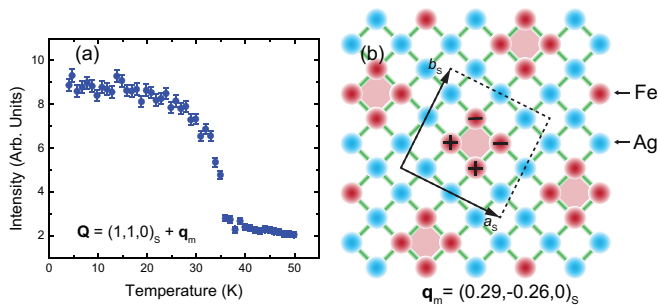 (a)
Intensity (Arb. Units)
10
8
6
4
2
0 10 20 30 40 50
Temperature (K)
Q = (1,1,0)s + qm
(b)
bs
as
Fe
Ag
− 
+ −
+
qm= (0.29,-0.26,0)s